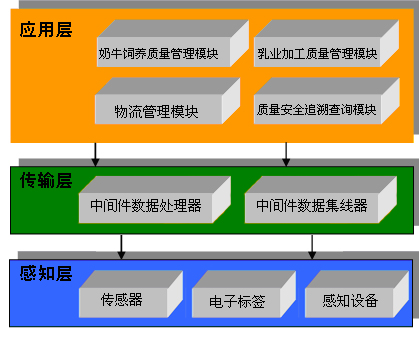 应用层
奶牛饲养质量管理模块
乳业加工质量管理模块
物流管理模块
质量安全追溯查询模块
传输层
中间件数据处理器
中间件数据集线器
感知层
传感器
电子标签
感知设备